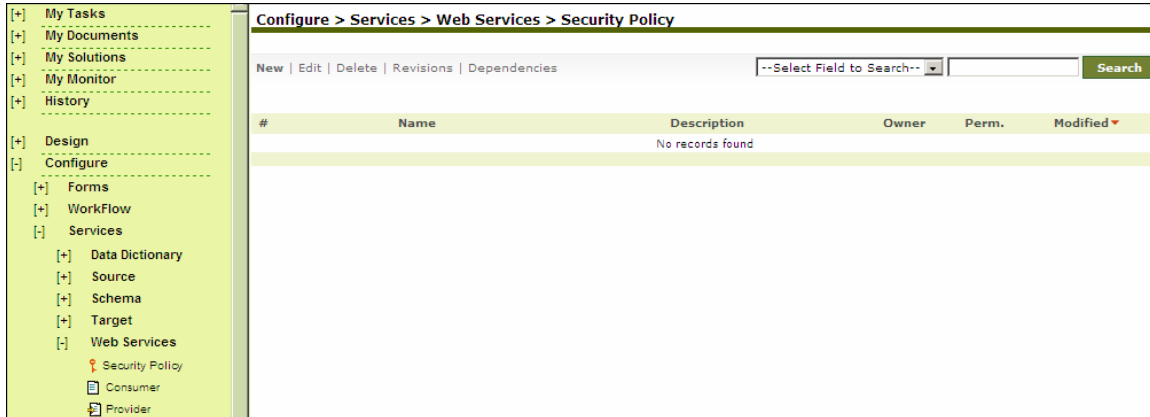 [+] My Tasks
[+] My Documents
[+] My Solutions
[+] My Monitor
[+] History
[+] Design
[-] Configure
[+] Forms
[+] WorkFlow
[-] Services
[+] Data Dictionary
[+] Source
[+] Schema
[+] Target
[-] Web Services
Security Policy
Consumer
Provider
Configure > Services > Web Services > Security Policy
New | Edit | Delete | Revisions | Dependencies --Select Field to Search-- Search
# Name Description Owner Perm. Modified
No records found